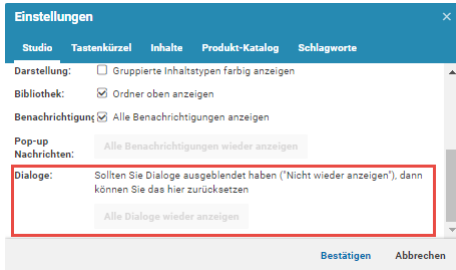 Einstellungen
Studio Tastenkürzel Inhalte Produkt-Katalog Schlagworte
Darstellung: Gruppierte Inhaltstypen farbig anzeigen
Bibliothek: Ordner oben anzeigen
Benachrichtigung Alle Benachrichtigungen anzeigen
Pop-up Nachrichten: Alle Benachrichtigungen wieder anzeigen
Dialoge: Sollten Sie Dialoge ausgeblendet haben ("Nicht wieder anzeigen"), dann
können Sie das hier zurücksetzen
Alle Dialoge wieder anzeigen
Bestätigen Abbrechen